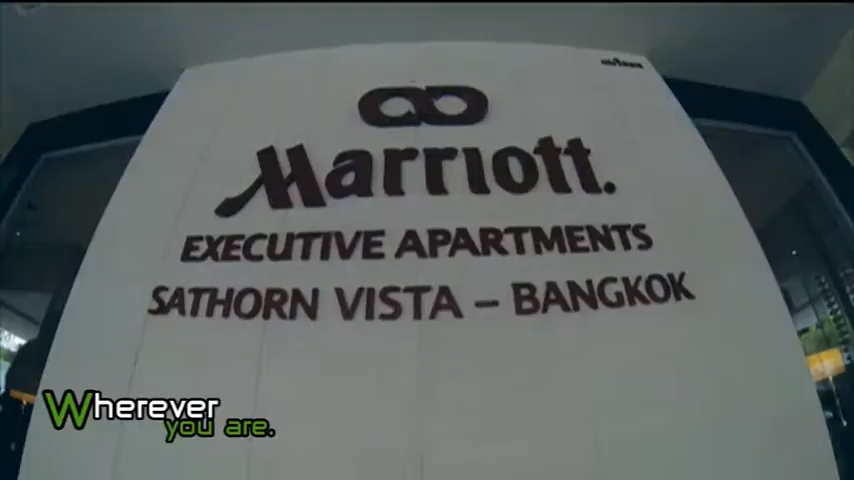 Marriott.
EXECUTIVE APARTMENTS
SATHORN VISTA – BANGKOK
Wherever
you are.